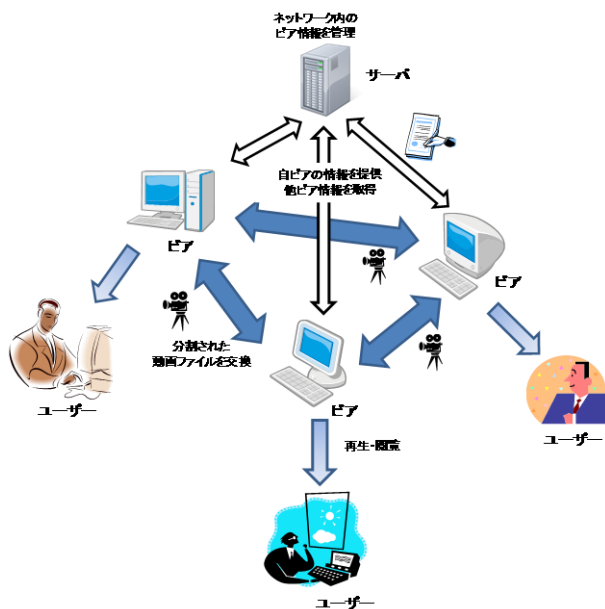 ネットワーク内の
ピア情報を管理
サーバ
自ピアの情報を提供
他ピア情報を取得
ピア
ピア
分割された
動画ファイルを交換
ピア
ユーザー
ユーザー
再生・閲覧
ユーザー